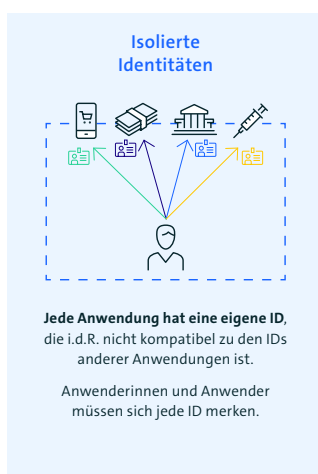 Isolierte
Identitäten
Jede Anwendung hat eine eigene ID,
die i.d.R. nicht kompatibel zu den IDs
anderer Anwendungen ist.
Anwenderinnen und Anwender
müssen sich jede ID merken.